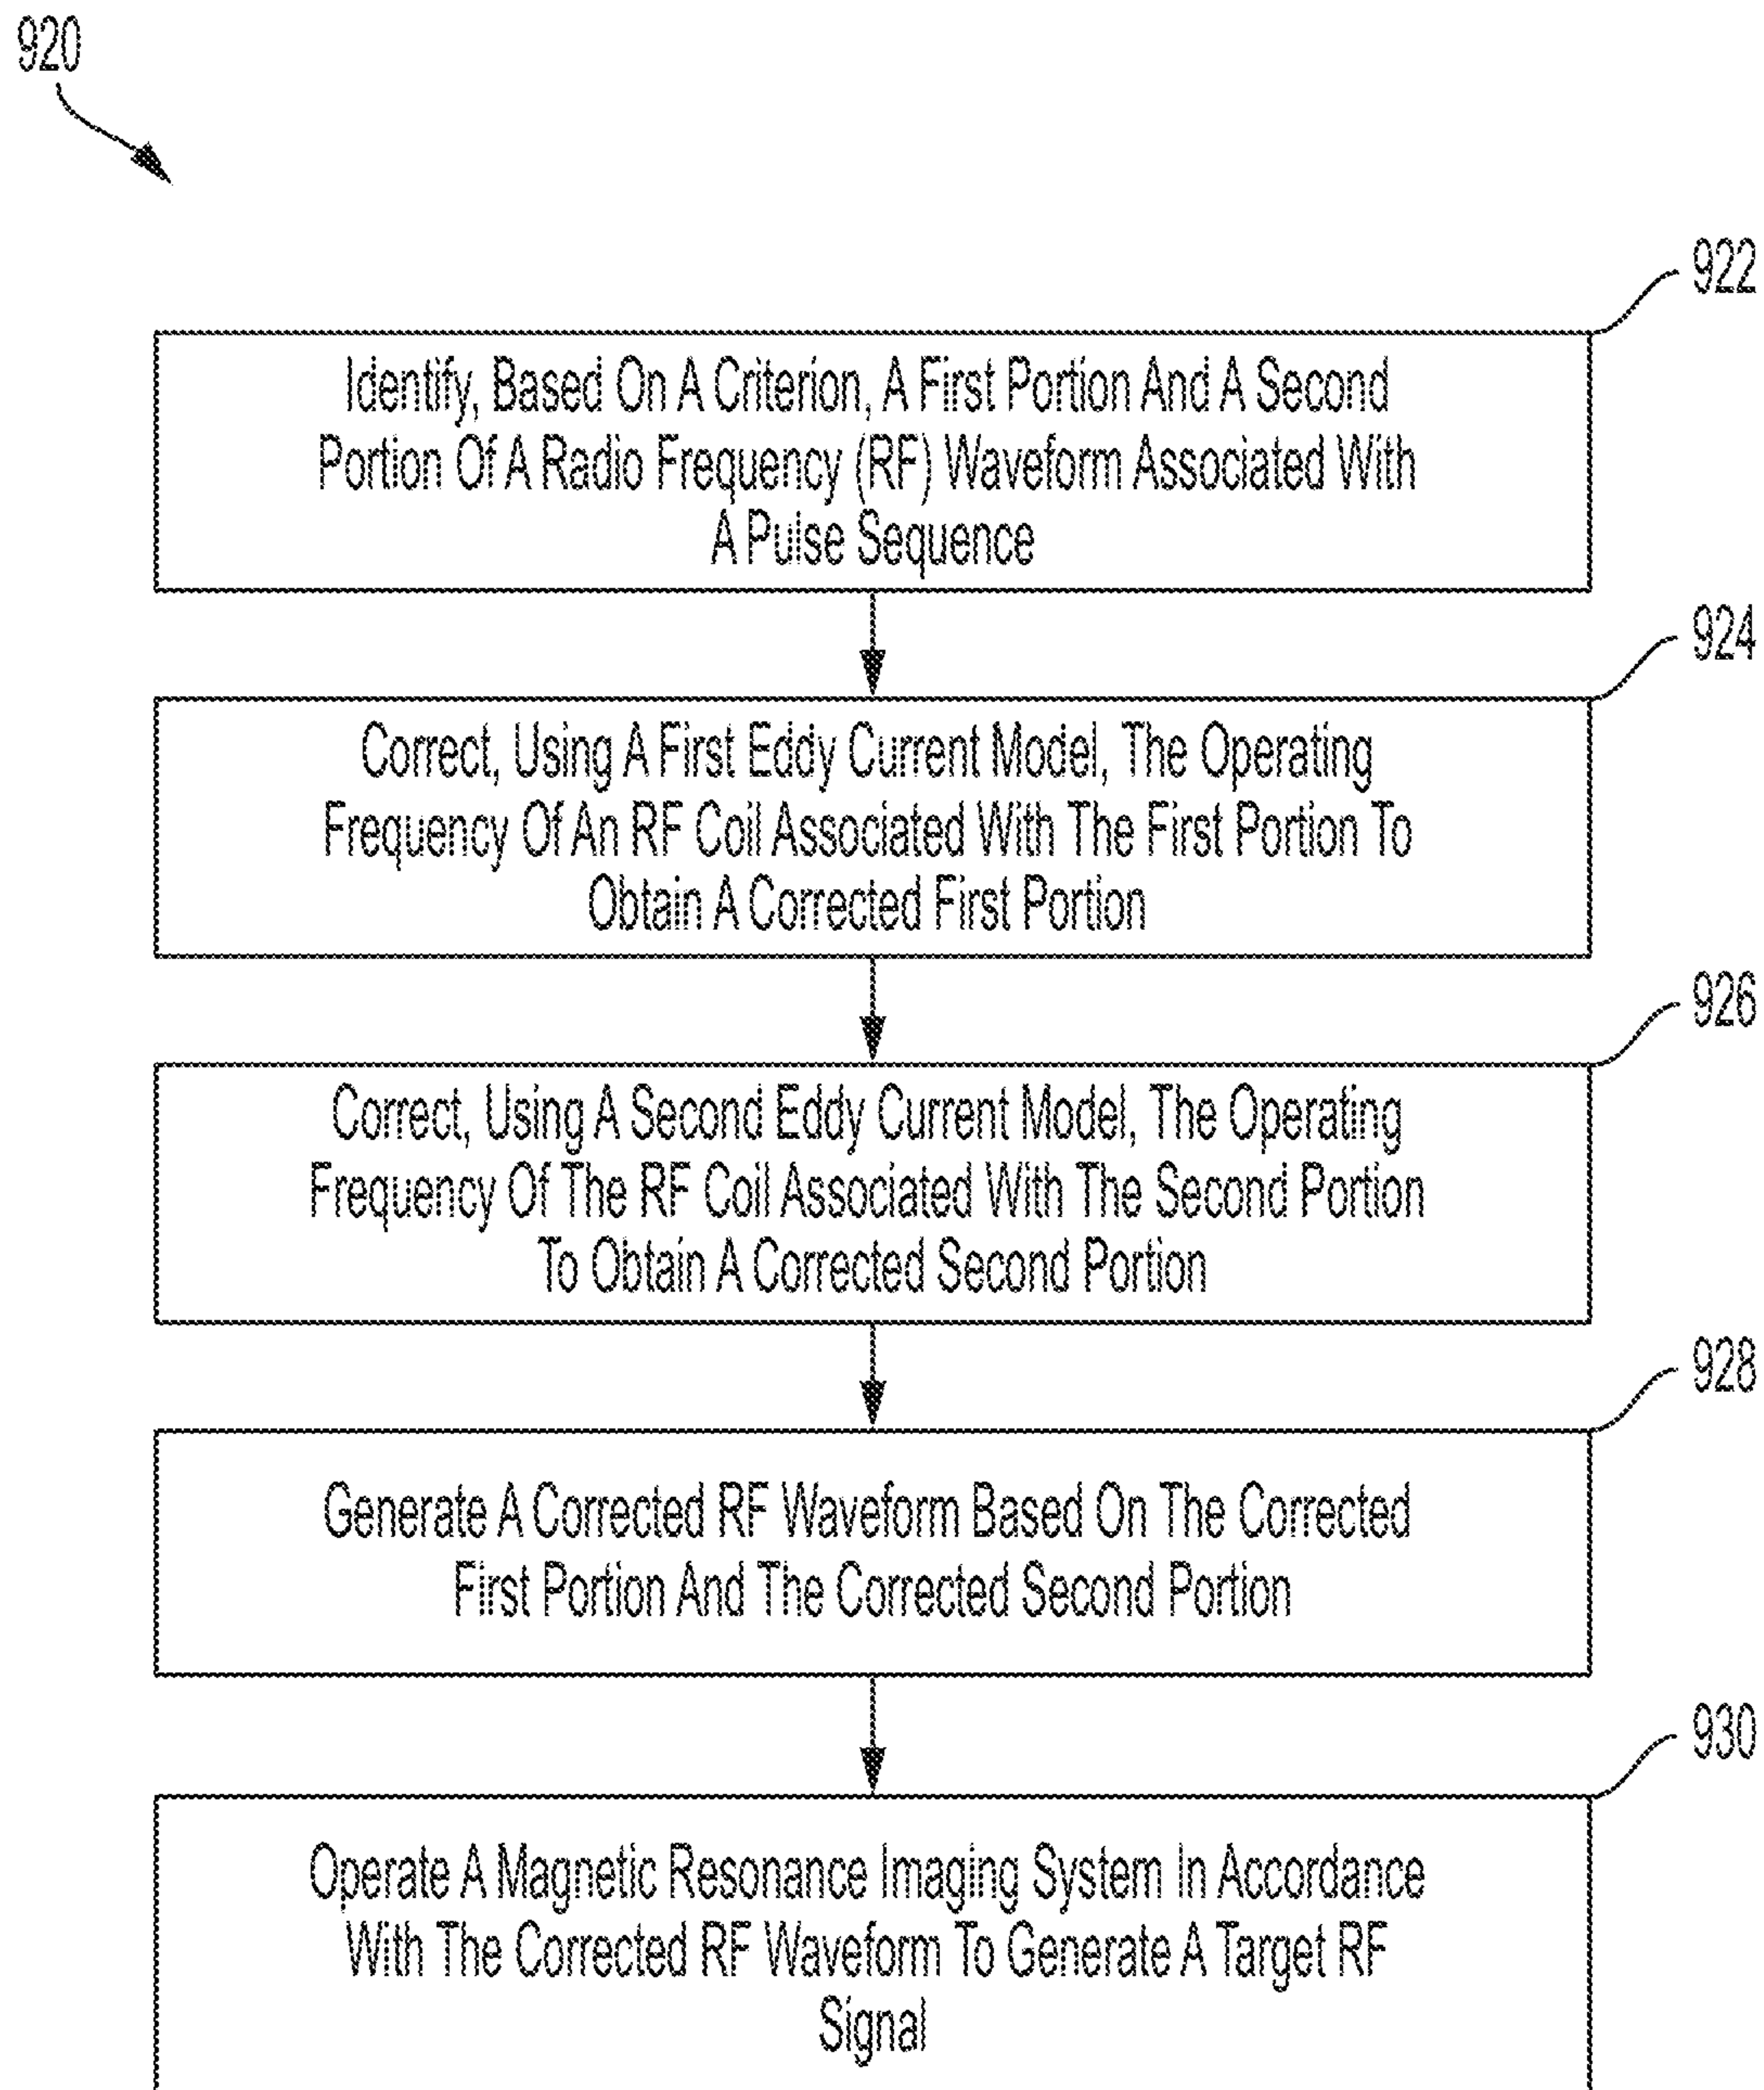 920
922
Identify, Based On A Criterion, A First Portion And A Second
Portion Of A Radio Frequency (RF) Waveform Associated With
A Pulse Sequence
924
Correct, Using A First Eddy Current Model, The Operating
Frequency Of An RF Coil Associated With The First Portion To
Obtain A Corrected First Portion
926
Correct, Using A Second Eddy Current Model, The Operating
Frequency Of The RF Coil Associated With The Second Portion
To Obtain A Corrected Second Portion
928
Generate A Corrected RF Waveform Based On The Corrected
First Portion And The Corrected Second Portion
930
Operate A Magnetic Resonance Imaging System In Accordance
With The Corrected RF Waveform To Generate A Target RF
Signal